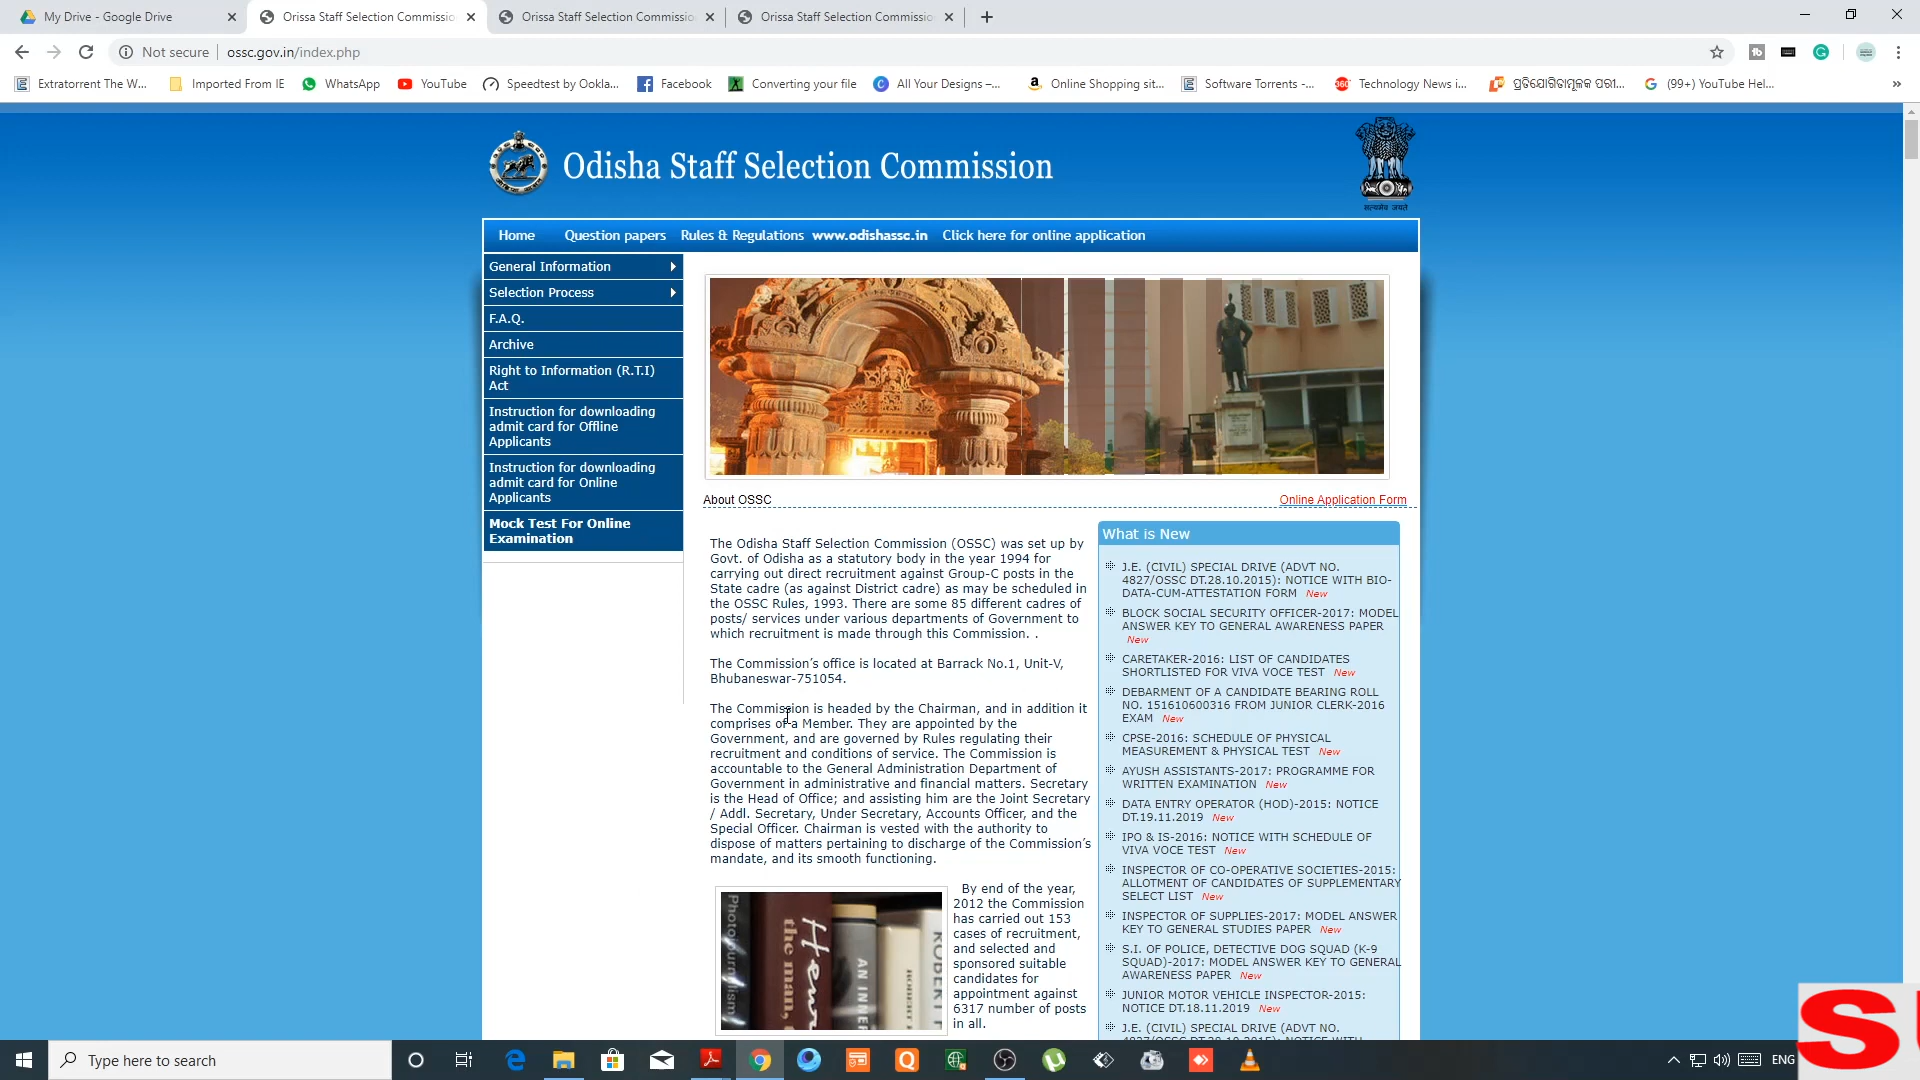 My Drive - Google Drive
Orissa Staff Selection Commissio
Orissa Staff Selection Commissio
Orissa Staff Selection Commissio
Not secure
ossc.gov.in/index.php
Extratorrent The W...
Imported From IE
WhatsApp
YouTube
Speedtest by Ookla...
Facebook
Converting your file
All Your Designs –...
Online Shopping sit...
Software Torrents -...
Technology News i...
ପ୍ରତିଯୋଗିତାମୂଳକ ପରୀ...
(99+) YouTube Hel...
Odisha Staff Selection Commission
सत्यमेव जयते
Home
Question papers
Rules & Regulations
www.odishassc.in
Click here for online application
General Information
Selection Process
F.A.Q.
Archive
Right to Information (R.T.I)
Act
Instruction for downloading
admit card for Offline
Applicants
Instruction for downloading
admit card for Online
Applicants
Mock Test For Online
Examination
About OSSC
Online Application Form
The Odisha Staff Selection Commission (OSSC) was set up by
Govt. of Odisha as a statutory body in the year 1994 for
carrying out direct recruitment against Group-C posts in the
State cadre (as against District cadre) as may be scheduled in
the OSSC Rules, 1993. There are some 85 different cadres of
posts/ services under various departments of Government to
which recruitment is made through this Commission. .
The Commission's office is located at Barrack No.1, Unit-V,
Bhubaneswar-751054.
The Commission is headed by the Chairman, and in addition it
comprises of a Member. They are appointed by the
Government, and are governed by Rules regulating their
recruitment and conditions of service. The Commission is
accountable to the General Administration Department of
Government in administrative and financial matters. Secretary
is the Head of Office; and assisting him are the Joint Secretary
/ Addl. Secretary, Under Secretary, Accounts Officer, and the
Special Officer. Chairman is vested with the authority to
dispose of matters pertaining to discharge of the Commission's
mandate, and its smooth functioning.
Photojournalism
the man,
AN INNER
ROBERT
By end of the year,
2012 the Commission
has carried out 153
cases of recruitment,
and selected and
sponsored suitable
candidates for
appointment against
6317 number of posts
in all.
What is New
J.E. (CIVIL) SPECIAL DRIVE (ADVT NO.
4827/OSSC DT.28.10.2015): NOTICE WITH BIO-
DATA-CUM-ATTESTATION FORM New
BLOCK SOCIAL SECURITY OFFICER-2017: MODEL
ANSWER KEY TO GENERAL AWARENESS PAPER
New
CARETAKER-2016: LIST OF CANDIDATES
SHORTLISTED FOR VIVA VOCE TEST New
DEBARMENT OF A CANDIDATE BEARING ROLL
NO. 151610600316 FROM JUNIOR CLERK-2016
EXAM New
CPSE-2016: SCHEDULE OF PHYSICAL
MEASUREMENT & PHYSICAL TEST New
AYUSH ASSISTANTS-2017: PROGRAMME FOR
WRITTEN EXAMINATION New
DATA ENTRY OPERATOR (HOD)-2015: NOTICE
DT.19.11.2019 New
IPO & IS-2016: NOTICE WITH SCHEDULE OF
VIVA VOCE TEST New
INSPECTOR OF CO-OPERATIVE SOCIETIES-2015:
ALLOTMENT OF CANDIDATES OF SUPPLEMENTARY
SELECT LIST New
INSPECTOR OF SUPPLIES-2017: MODEL ANSWER
KEY TO GENERAL STUDIES PAPER New
S.I. OF POLICE, DETECTIVE DOG SQUAD (K-9
SQUAD)-2017: MODEL ANSWER KEY TO GENERAL
AWARENESS PAPER New
JUNIOR MOTOR VEHICLE INSPECTOR-2015:
NOTICE DT.18.11.2019 New
J.E. (CIVIL) SPECIAL DRIVE (ADVT NO.
4827/OSSC DT.28.10.2015): NOTICE WITH
Type here to search
ENG
S